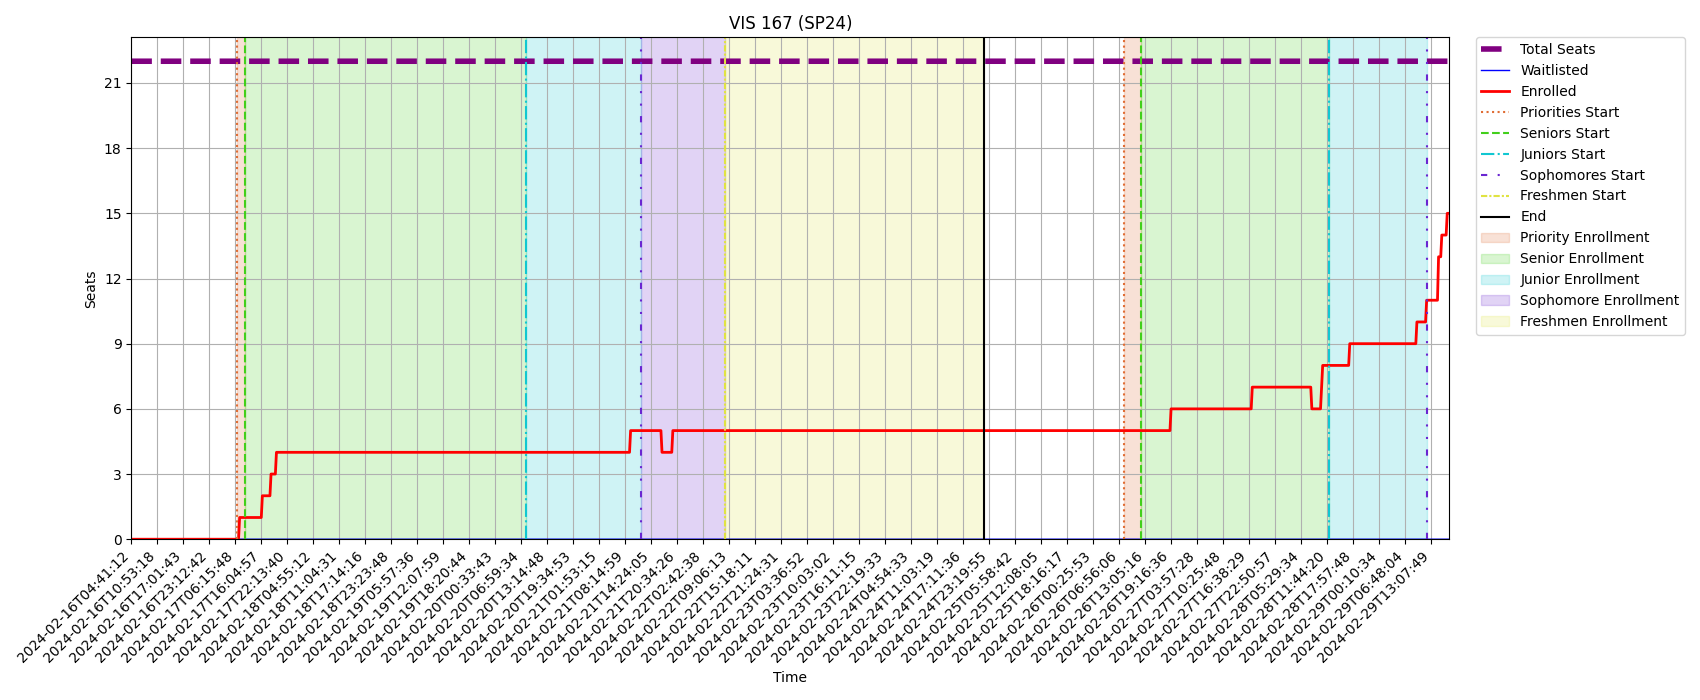 VIS 167 (SP24)
Total Seats
Waitlisted
Enrolled
Priorities Start
Seniors Start
Juniors Start
Sophomores Start
Freshmen Start
End
Priority Enrollment
Senior Enrollment
Junior Enrollment
Sophomore Enrollment
Freshmen Enrollment
Seats
21
18
15
12
9
6
3
0
2024-02-16T04:41:12
2024-02-16T10:53:18
2024-02-16T17:01:43
2024-02-16T23:12:42
2024-02-17T06:15:48
2024-02-17T16:04:57
2024-02-17T22:13:40
2024-02-18T04:55:12
2024-02-18T11:04:31
2024-02-18T17:14:16
2024-02-18T23:23:48
2024-02-19T05:57:36
2024-02-19T12:07:59
2024-02-19T18:20:44
2024-02-20T00:33:43
2024-02-20T06:59:34
2024-02-20T13:14:48
2024-02-20T19:34:53
2024-02-21T01:53:15
2024-02-21T08:14:59
2024-02-21T14:24:05
2024-02-21T20:34:26
2024-02-22T02:42:38
2024-02-22T09:06:13
2024-02-22T15:18:11
2024-02-22T21:24:31
2024-02-23T03:36:52
2024-02-23T10:03:02
2024-02-23T16:11:15
2024-02-23T22:19:33
2024-02-24T04:54:33
2024-02-24T11:03:19
2024-02-24T17:11:36
2024-02-24T23:19:55
2024-02-25T05:58:42
2024-02-25T12:08:05
2024-02-25T18:16:17
2024-02-26T00:25:53
2024-02-26T06:56:06
2024-02-26T13:05:16
2024-02-26T19:16:36
2024-02-27T03:57:28
2024-02-27T10:25:48
2024-02-27T16:38:29
2024-02-27T22:50:57
2024-02-28T05:29:34
2024-02-28T11:44:20
2024-02-28T17:57:48
2024-02-29T00:10:34
2024-02-29T06:48:04
2024-02-29T13:07:49
Time